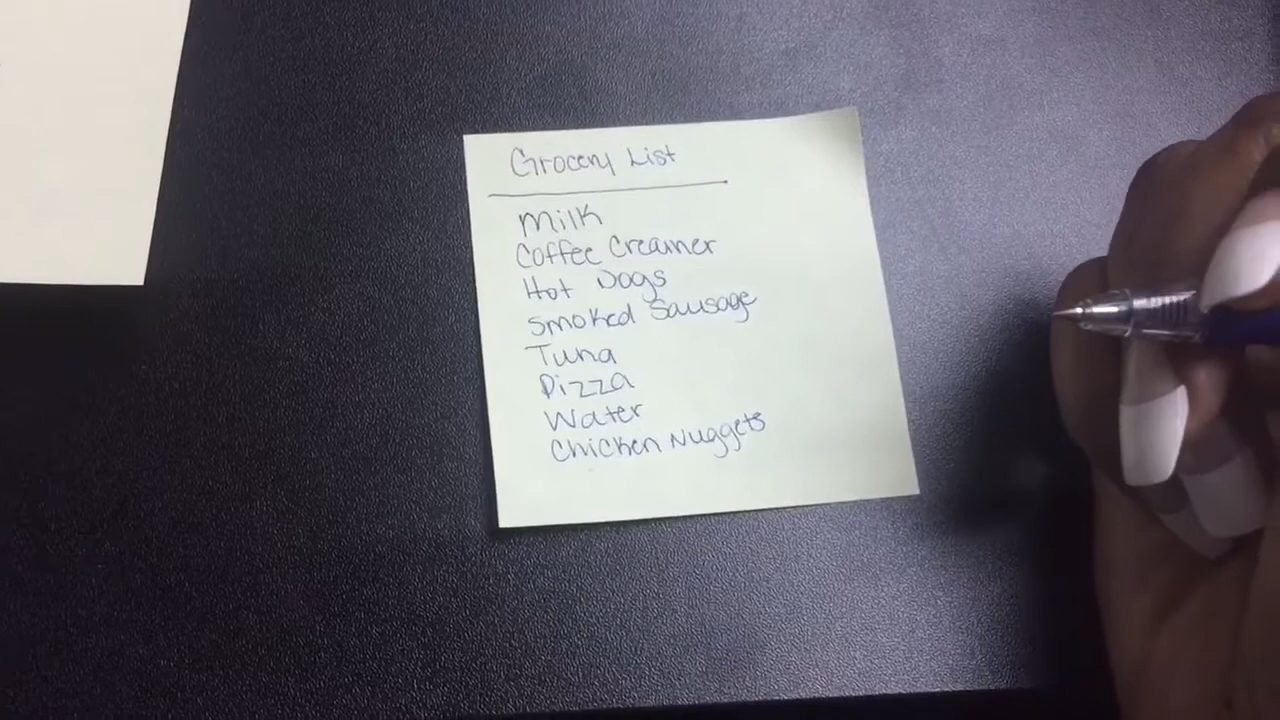 Grocery List
Milk
Coffee Creamer
Hot Dogs
Smoked Sausage
Tuna
Pizza
Water
Chicken Nuggets